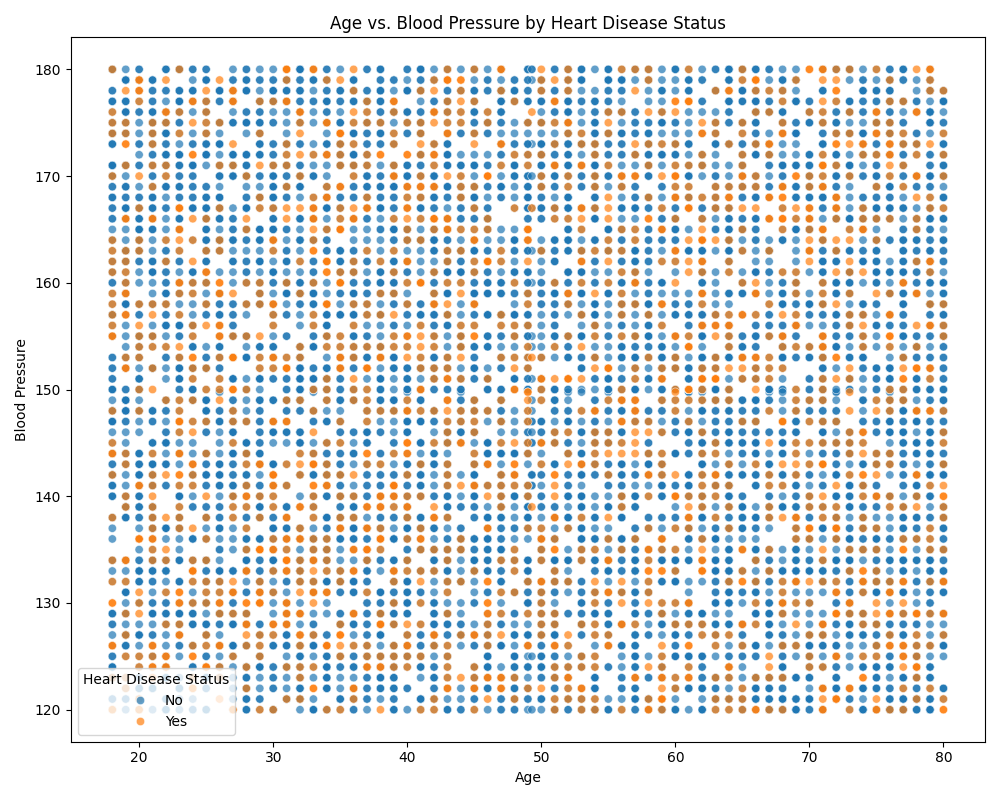 Age vs. Blood Pressure by Heart Disease Status
Blood Pressure
180
170
160
150
140
130
120
Heart Disease Status
No
Yes
20
30
40
50
60
70
80
Age